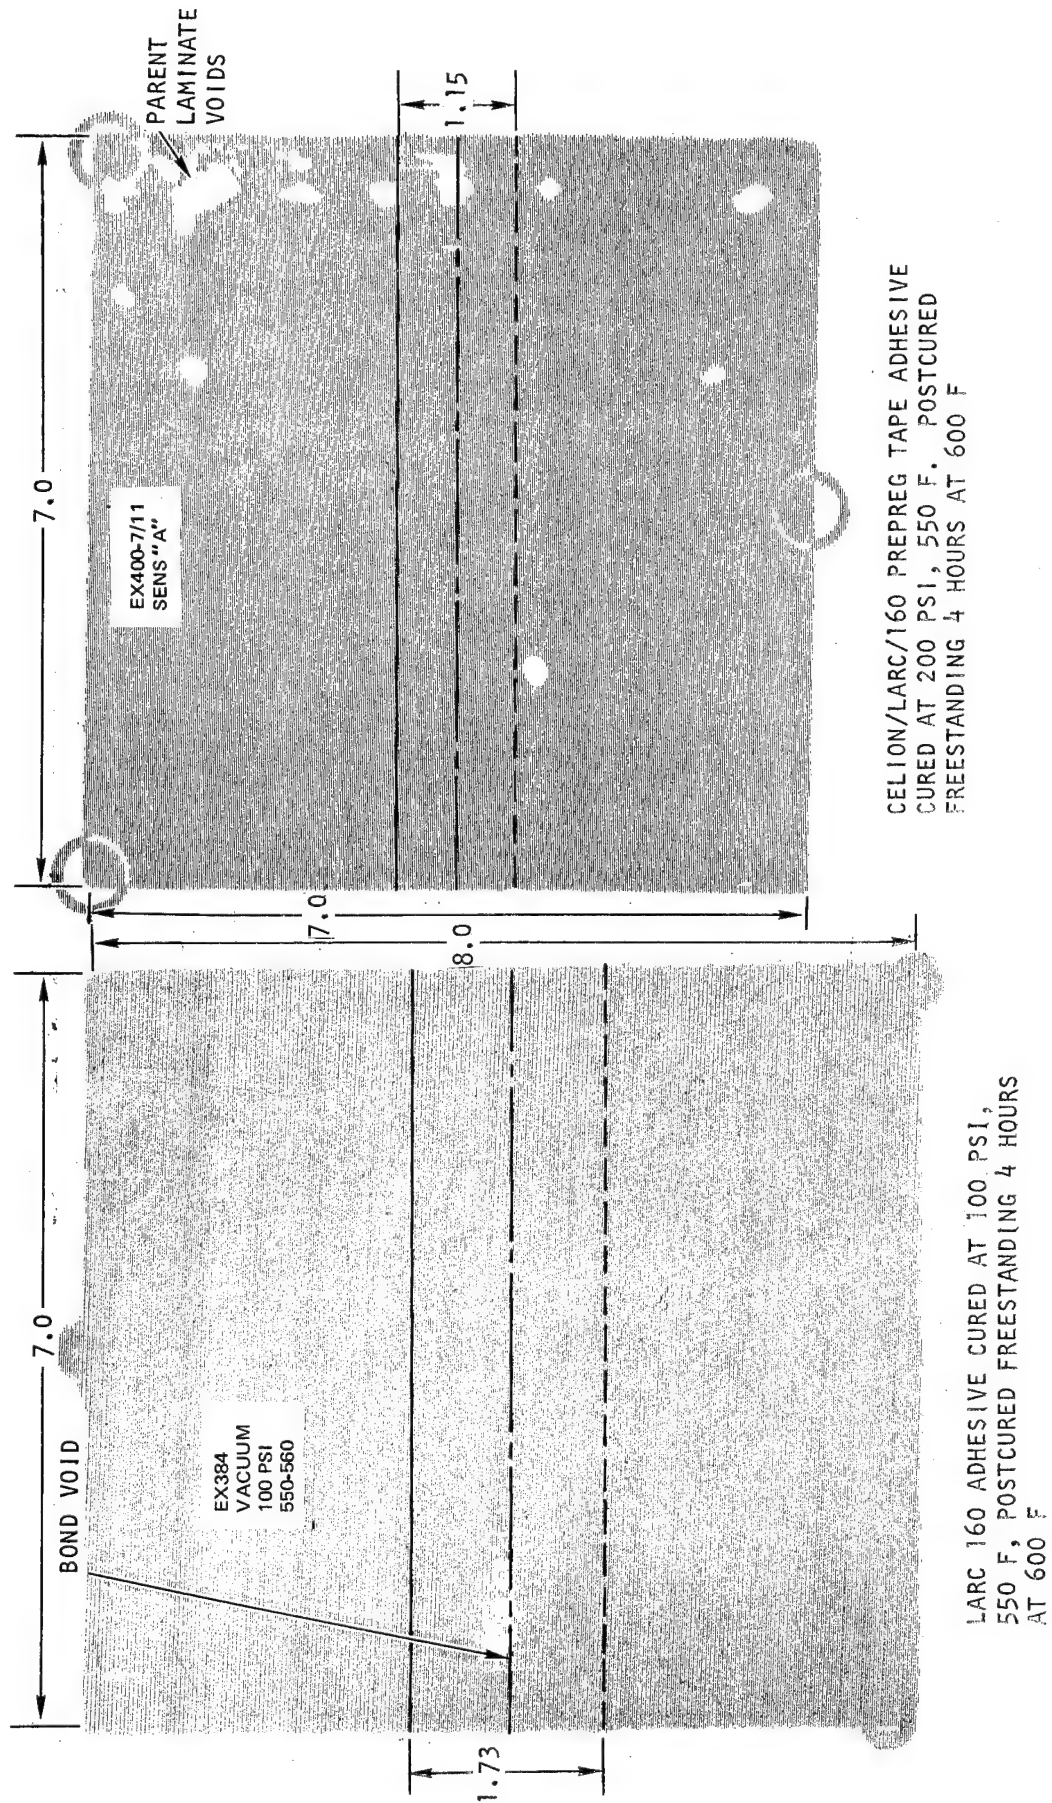 7.0
BOND VOID
EX384
VACUUM
100 PSI
550-560
1.73
8.0
LARC 160 ADHESIVE CURED AT 100 PSI,
550 F, POSTCURED FREESTANDING 4 HOURS
AT 600 F
7.0
PARENT
LAMINATE
VOIDS
EX400-7/11
SENS "A"
1.15
7.0
CELION/LARC/160 PREPREG TAPE ADHESIVE
CURED AT 200 PSI, 550 F. POSTCURED
FREESTANDING 4 HOURS AT 600 F